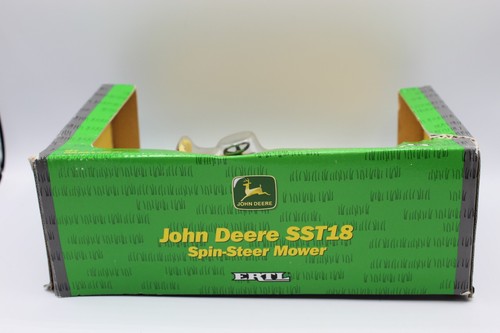 JOHN DEERE
John Deere SST18
Spin-Steer Mower
ERTL